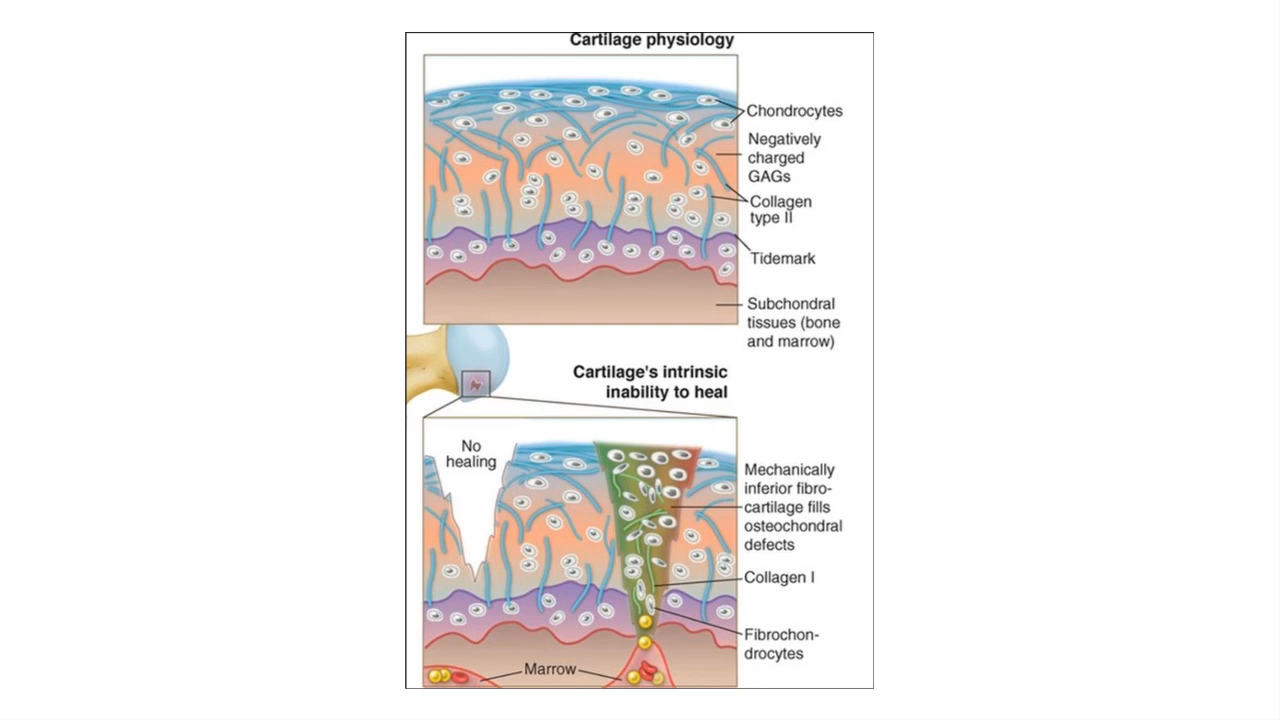 Cartilage physiology
Chondrocytes
Negatively
charged
GAGs
Collagen
type II
Tidemark
Subchondral
tissues (bone
and marrow)
Cartilage's intrinsic
inability to heal
No
healing
Mechanically
inferior fibro-
cartilage fills
osteochondral
defects
Collagen I
Fibrochon-
drocytes
Marrow